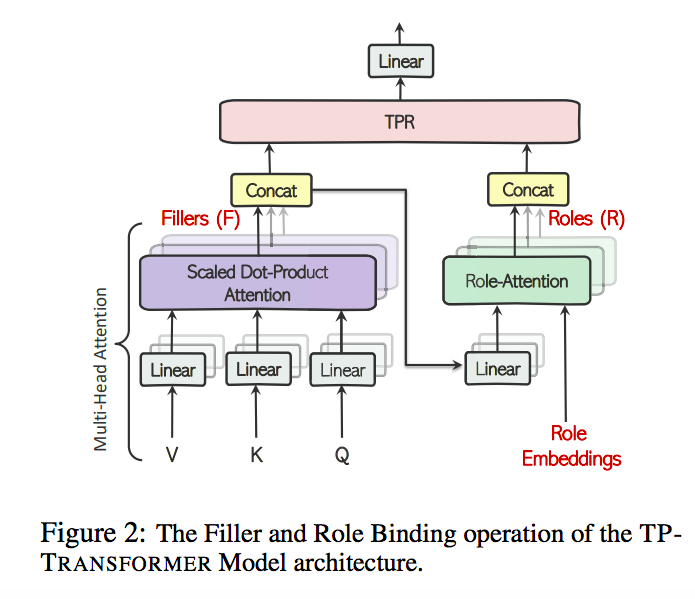 Linear
TPR
Concat
Concat
Fillers (F)
Roles (R)
Scaled Dot-Product
Attention
Role-Attention
Multi-Head Attention
Linear
Linear
Linear
Linear
V
K
Q
Role
Embeddings
Figure 2: The Filler and Role Binding operation of the TP-
TRANSFORMER Model architecture.